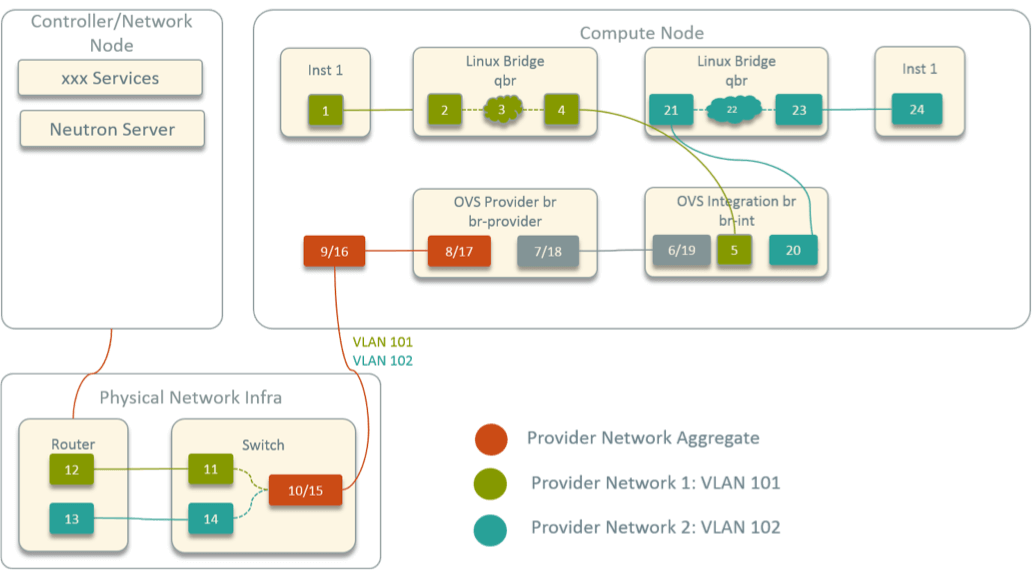 Controller/Network
Node
xxx Services
Neutron Server
Compute Node
Inst 1
1
Linux Bridge
qbr
2
3
4
Linux Bridge
qbr
21
22
23
Inst 1
24
9/16
OVS Provider br
br-provider
8/17
7/18
OVS Integration br
br-int
6/19
5
20
VLAN 101
VLAN 102
Physical Network Infra
Router
12
13
Switch
11
14
10/15
Provider Network Aggregate
Provider Network 1: VLAN 101
Provider Network 2: VLAN 102